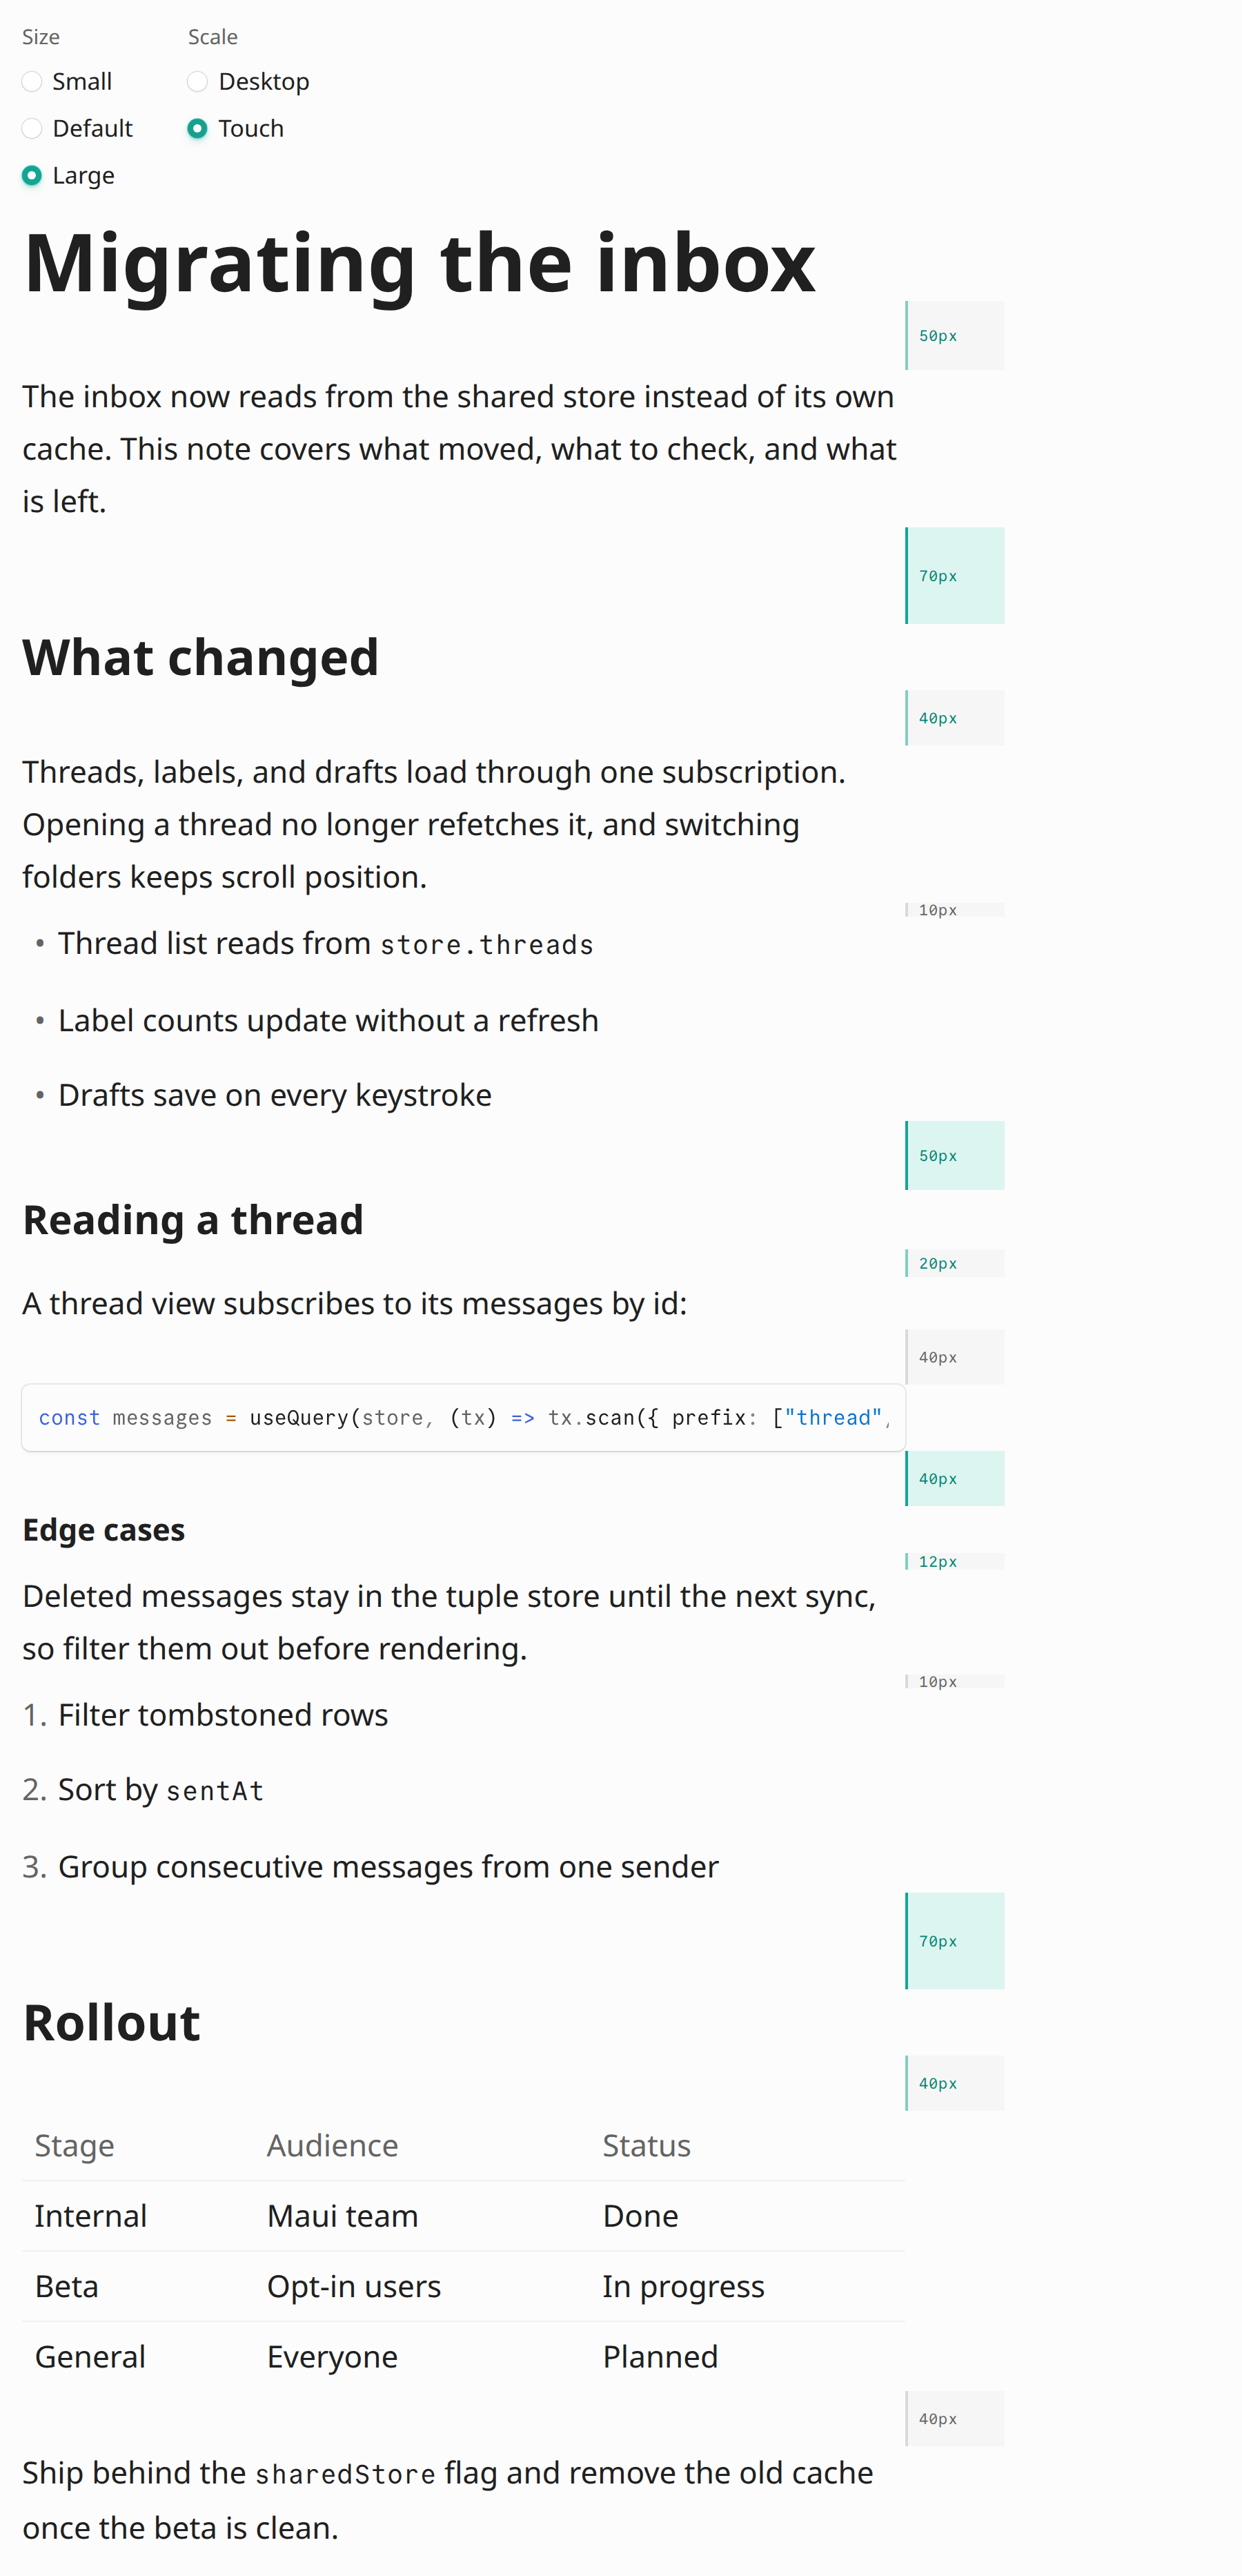 Size Scale
Small Desktop
Default Touch
Large
Migrating the inbox
50px
The inbox now reads from the shared store instead of its own
cache. This note covers what moved, what to check, and what
is left.
70px
What changed
40px
Threads, labels, and drafts load through one subscription.
Opening a thread no longer refetches it, and switching
folders keeps scroll position.
10px
• Thread list reads from store.threads
• Label counts update without a refresh
• Drafts save on every keystroke
50px
Reading a thread
20px
A thread view subscribes to its messages by id:
40px
const messages = useQuery(store, (tx) => tx.scan({ prefix: ["thread",
40px
Edge cases
12px
Deleted messages stay in the tuple store until the next sync,
so filter them out before rendering.
10px
1. Filter tombstoned rows
2. Sort by sentAt
3. Group consecutive messages from one sender
70px
Rollout
40px
Stage Audience Status
Internal Maui team Done
Beta Opt-in users In progress
General Everyone Planned
40px
Ship behind the sharedStore flag and remove the old cache
once the beta is clean.